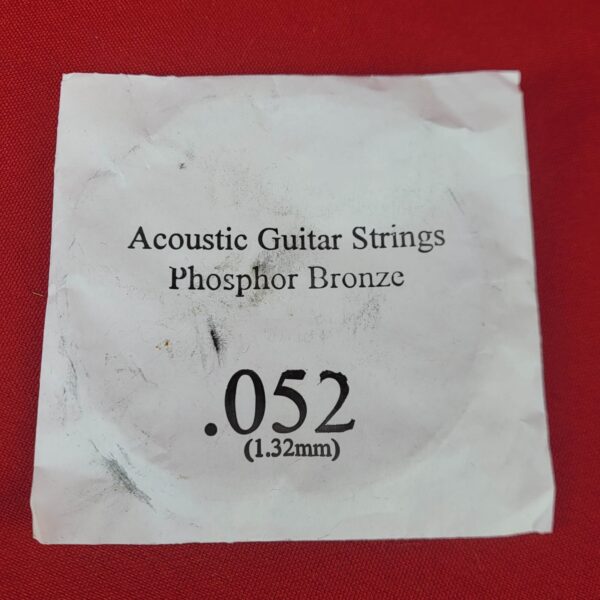 Acoustic Guitar Strings
Phosphor Bronze
.052
(1.32mm)